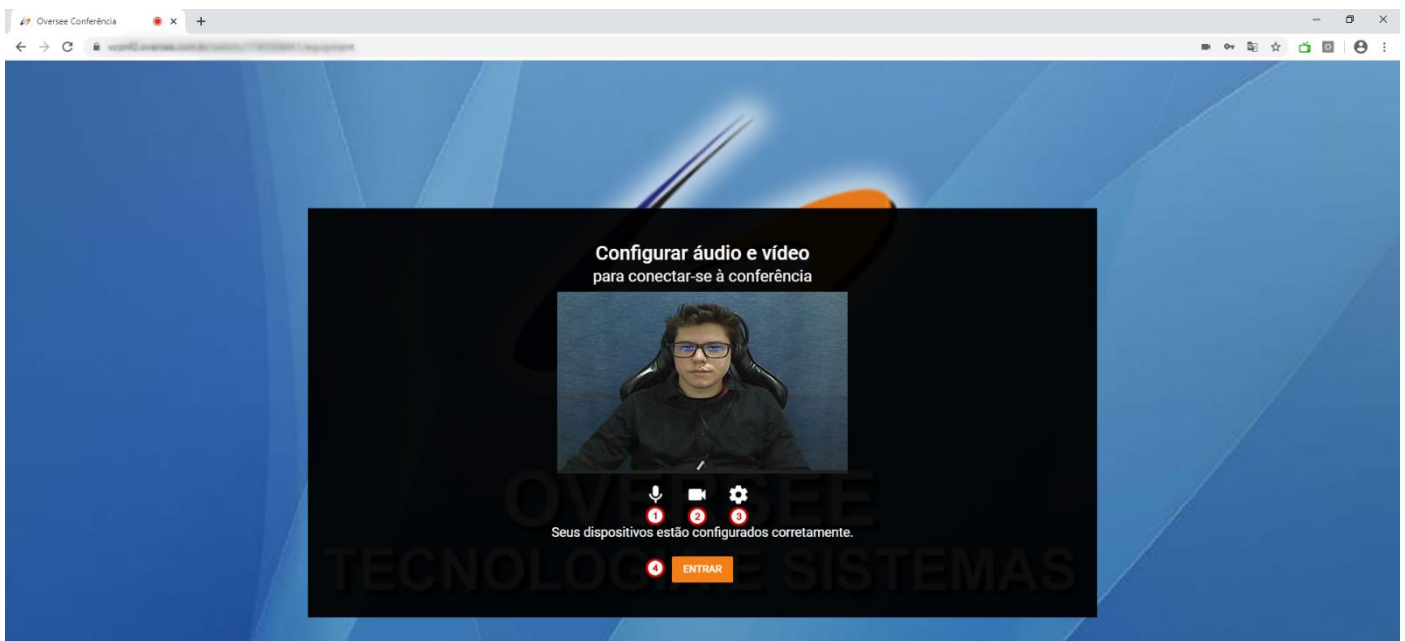 Oversee Conferência
Configurar áudio e vídeo
para conectar-se à conferência
1 2 3
Seus dispositivos estão configurados corretamente.
4 ENTRAR
OVERSEE
TECNOLOGIA E SISTEMAS